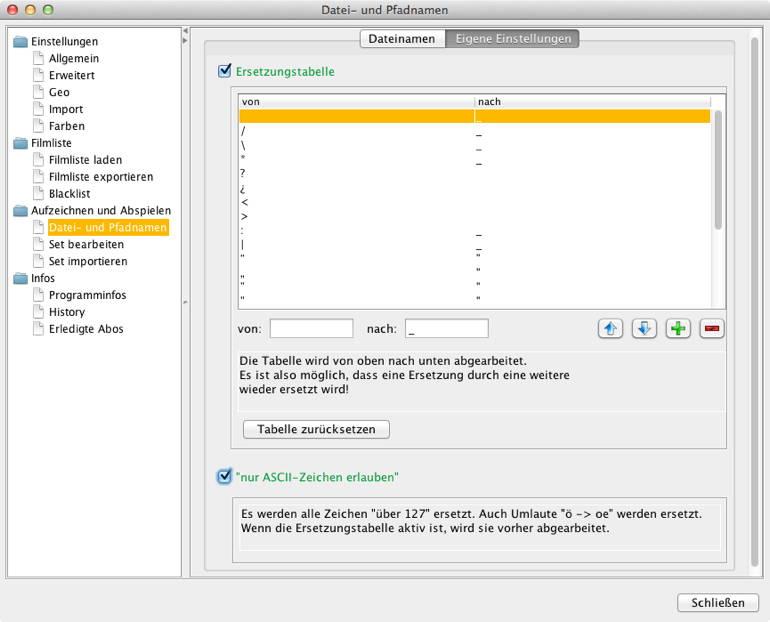 Datei- und Pfadnamen
Einstellungen
Allgemein
Erweitert
Geo
Import
Farben
Filmliste
Filmliste laden
Filmliste exportieren
Blacklist
Aufzeichnen und Abspielen
Datei- und Pfadnamen
Set bearbeiten
Set importieren
Infos
Programminfos
History
Erledigte Abos
Dateinamen Eigene Einstellungen
Ersetzungstabelle
von nach
_
/ _
\ _
* _
?
¿
<
>
: _
| _
" "
„ "
" "
" "
von: nach: _
Die Tabelle wird von oben nach unten abgearbeitet.
Es ist also möglich, dass eine Ersetzung durch eine weitere
wieder ersetzt wird!
Tabelle zurücksetzen
"nur ASCII-Zeichen erlauben"
Es werden alle Zeichen "über 127" ersetzt. Auch Umlaute "ö -> oe" werden ersetzt.
Wenn die Ersetzungstabelle aktiv ist, wird sie vorher abgearbeitet.
Schließen